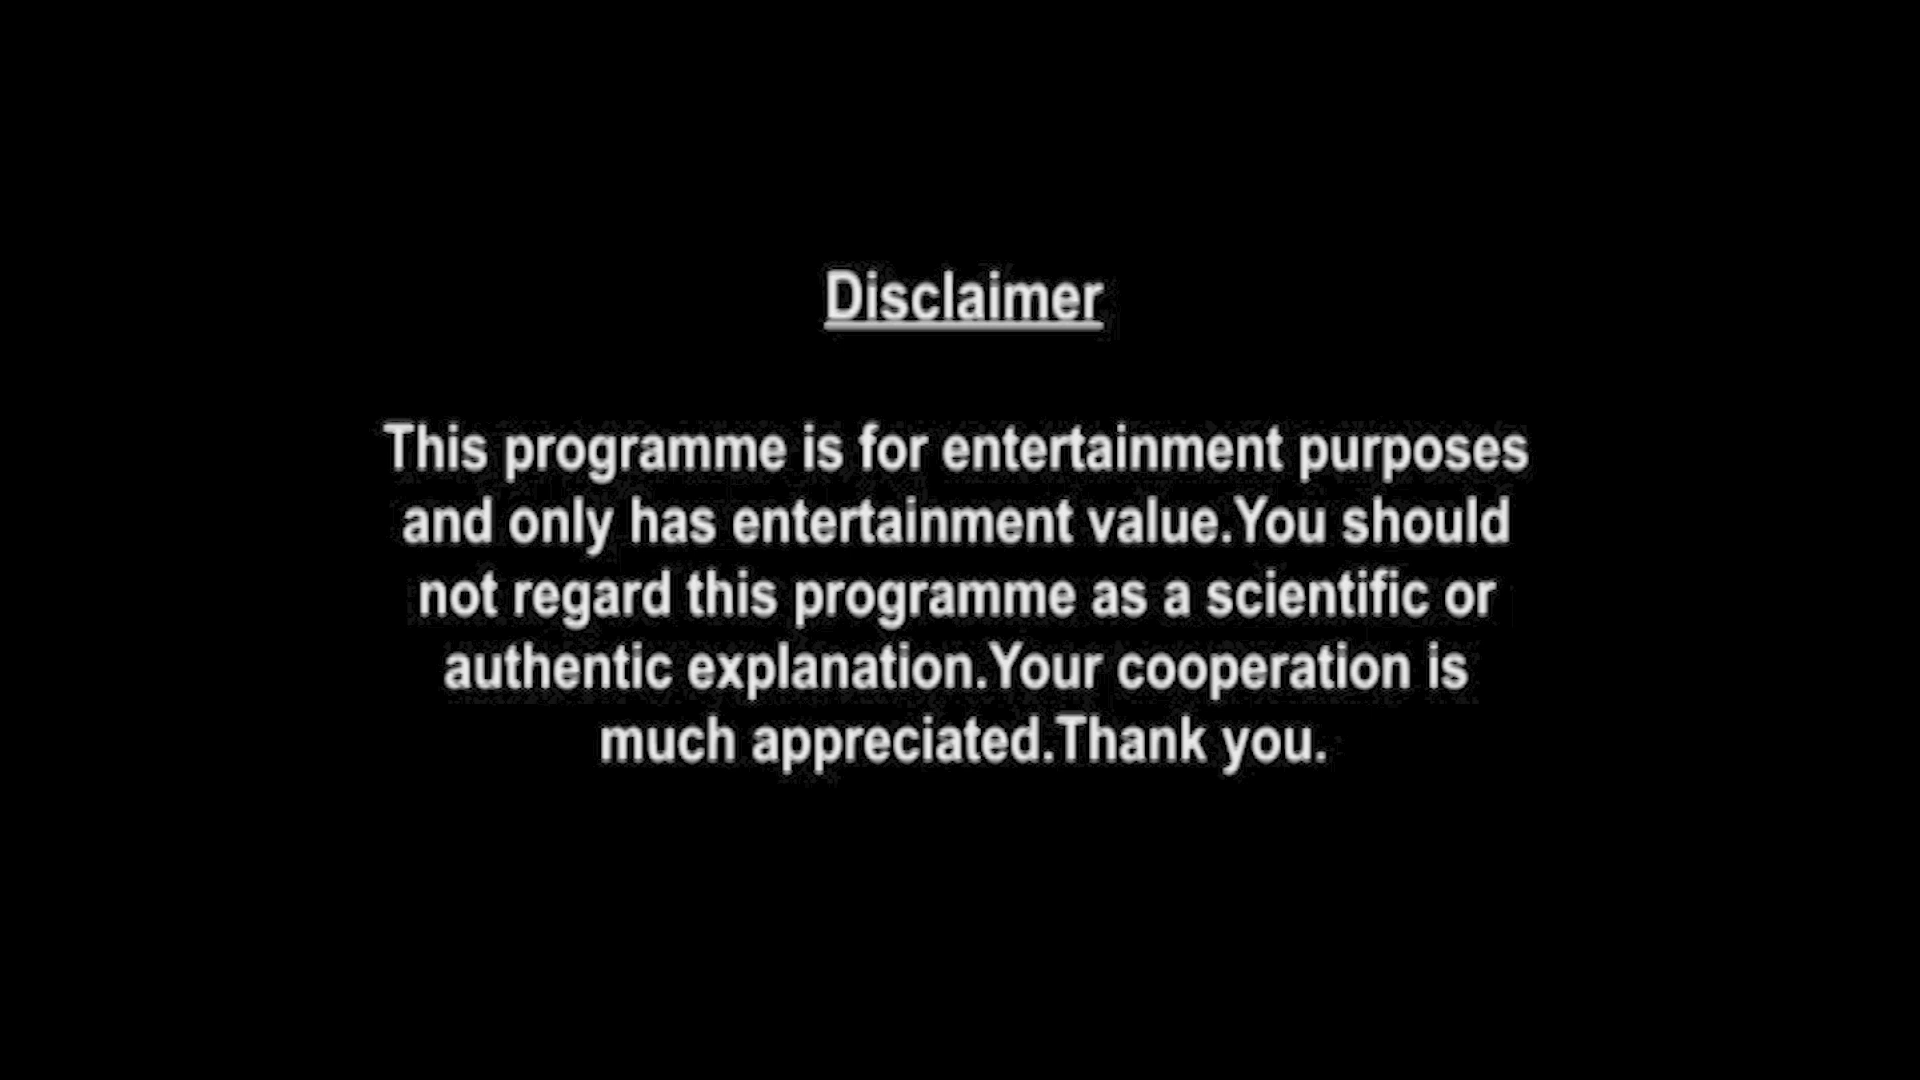 Disclaimer
This programme is for entertainment purposes
and only has entertainment value.You should
not regard this programme as a scientific or
authentic explanation.Your cooperation is
much appreciated.Thank you.